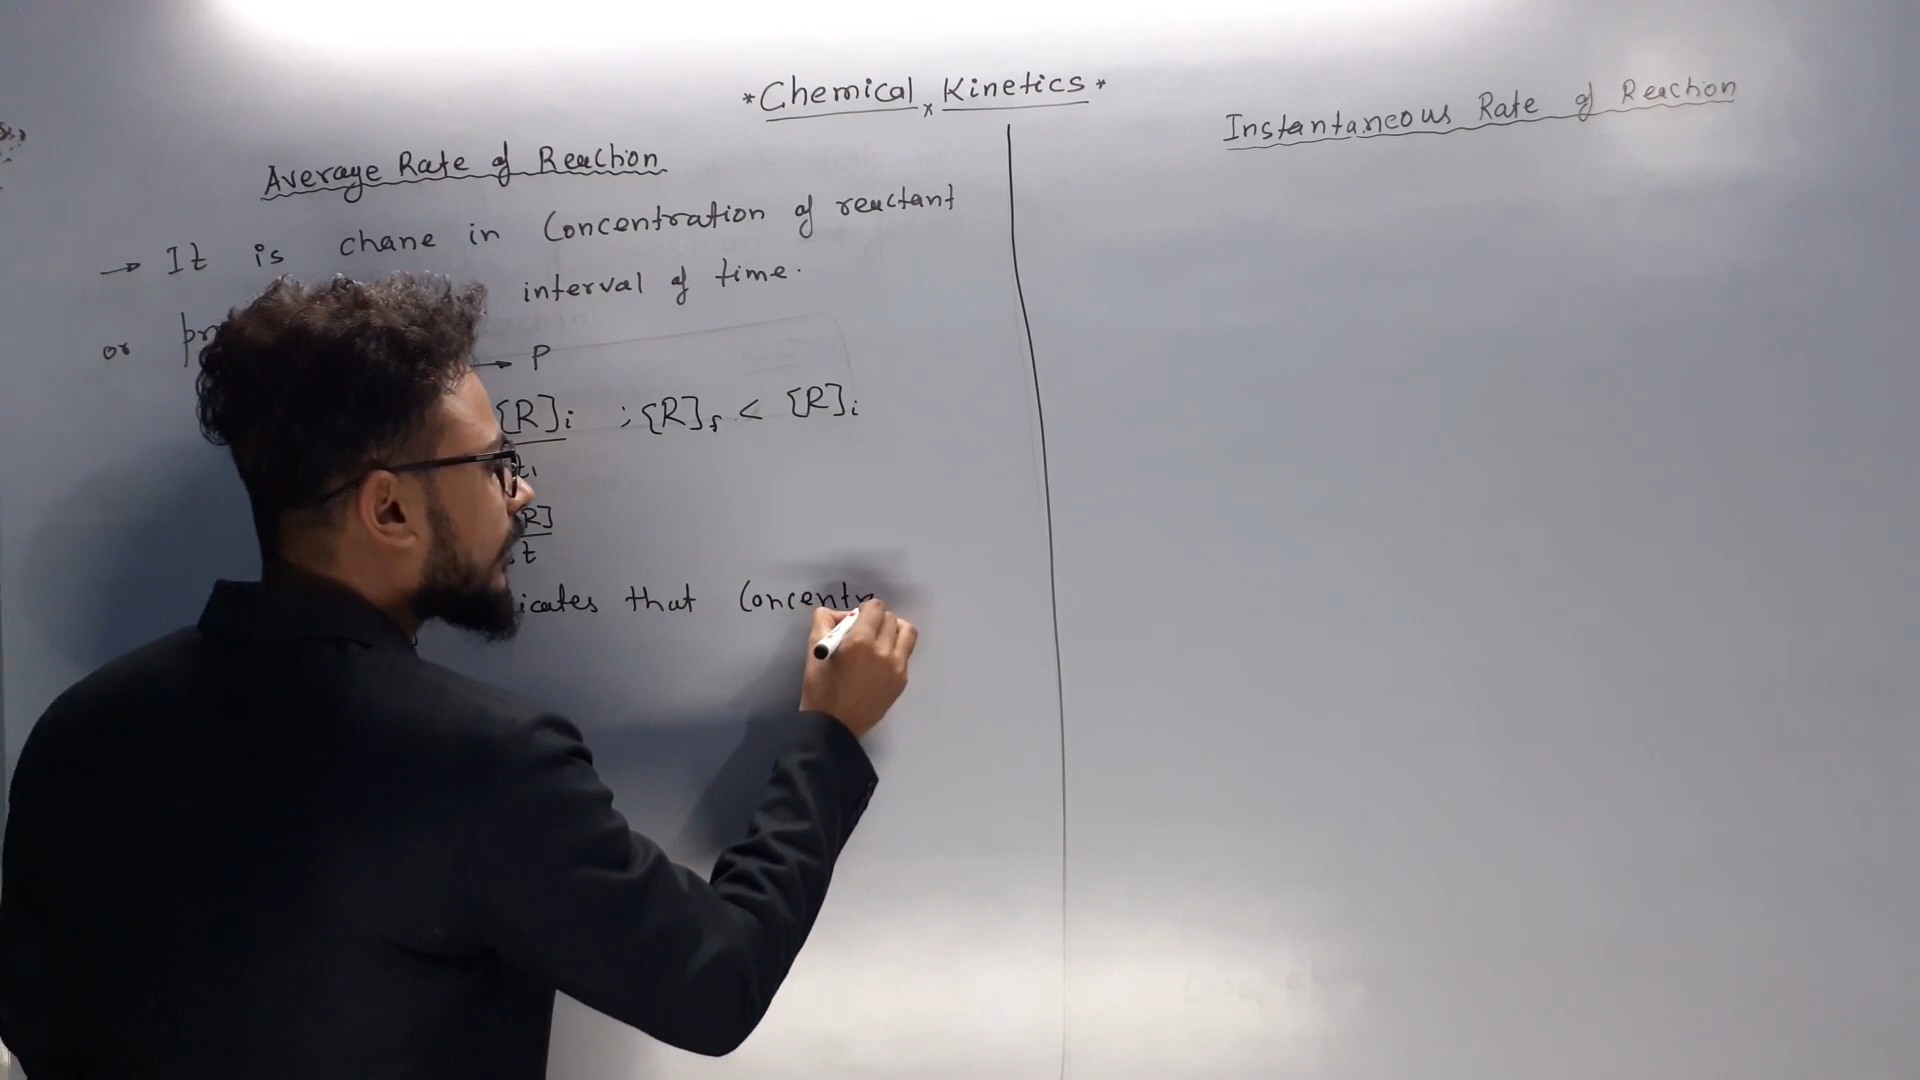 *Chemical x Kinetics*
Average Rate of Reaction
→ It is chane in Concentration of reactant
or interval of time.
→ P
[R]i ; [R]f < [R]i
t1
R]
t
icates that Concentr
Instantaneous Rate of Reaction